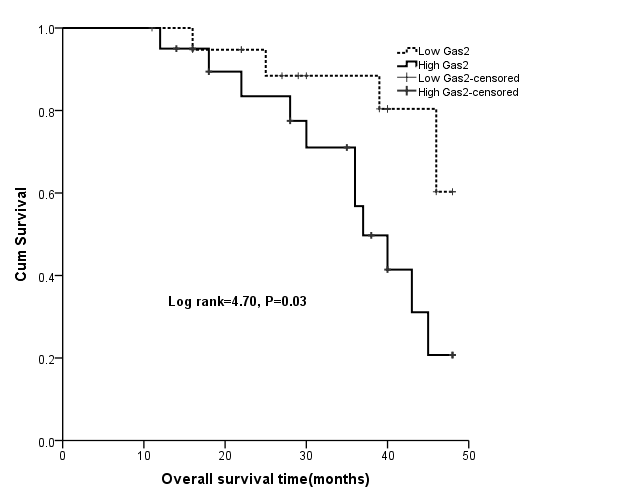 1.0
0.8
0.6
0.4
0.2
0.0
Cum Survival
Low Gas2
High Gas2
Low Gas2-censored
High Gas2-censored
Log rank=4.70, P=0.03
0 10 20 30 40 50
Overall survival time(months)